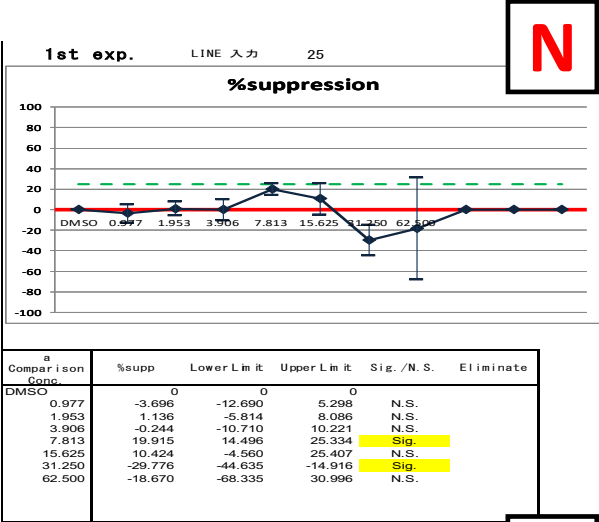 N
1st exp. LINE 入力 25
%suppression
100
80
60
40
20
0
-20
-40
-60
-80
-100
DMSO 0.977 1.953 3.906 7.813 15.625 31.250 62.500
a
Comparison Conc. %supp Lower Limit Upper Limit Sig./N.S. Eliminate
DMSO 0 0 0
0.977 -3.696 -12.690 5.298 N.S.
1.953 1.136 -5.814 8.086 N.S.
3.906 -0.244 -10.710 10.221 N.S.
7.813 19.915 14.496 25.334 Sig.
15.625 10.424 -4.560 25.407 N.S.
31.250 -29.776 -44.635 -14.916 Sig.
62.500 -18.670 -68.335 30.996 N.S.